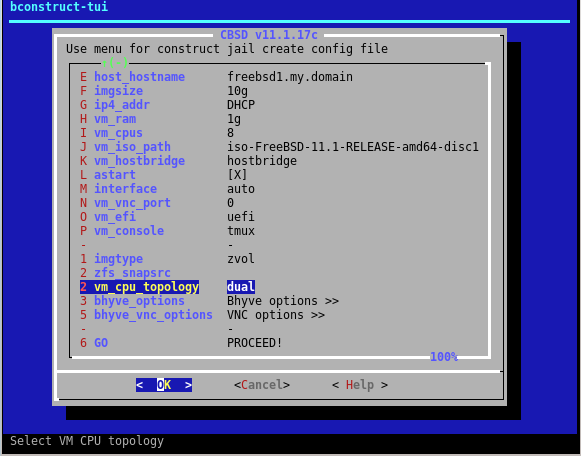 bconstruct-tui
CBSD v11.1.17c
Use menu for construct jail create config file
E host_hostname freebsd1.my.domain
F imgsize 10g
G ip4_addr DHCP
H vm_ram 1g
I vm_cpus 8
J vm_iso_path iso-FreeBSD-11.1-RELEASE-amd64-disc1
K vm_hostbridge hostbridge
L astart [X]
M interface auto
N vm_vnc_port 0
O vm_efi uefi
P vm_console tmux
- -
1 imgtype zvol
2 zfs_snapsrc
2 vm_cpu_topology dual
3 bhyve_options Bhyve options >>
5 bhyve_vnc_options VNC options >>
- -
6 GO PROCEED!
100%
< OK > <Cancel> < Help >
Select VM CPU topology